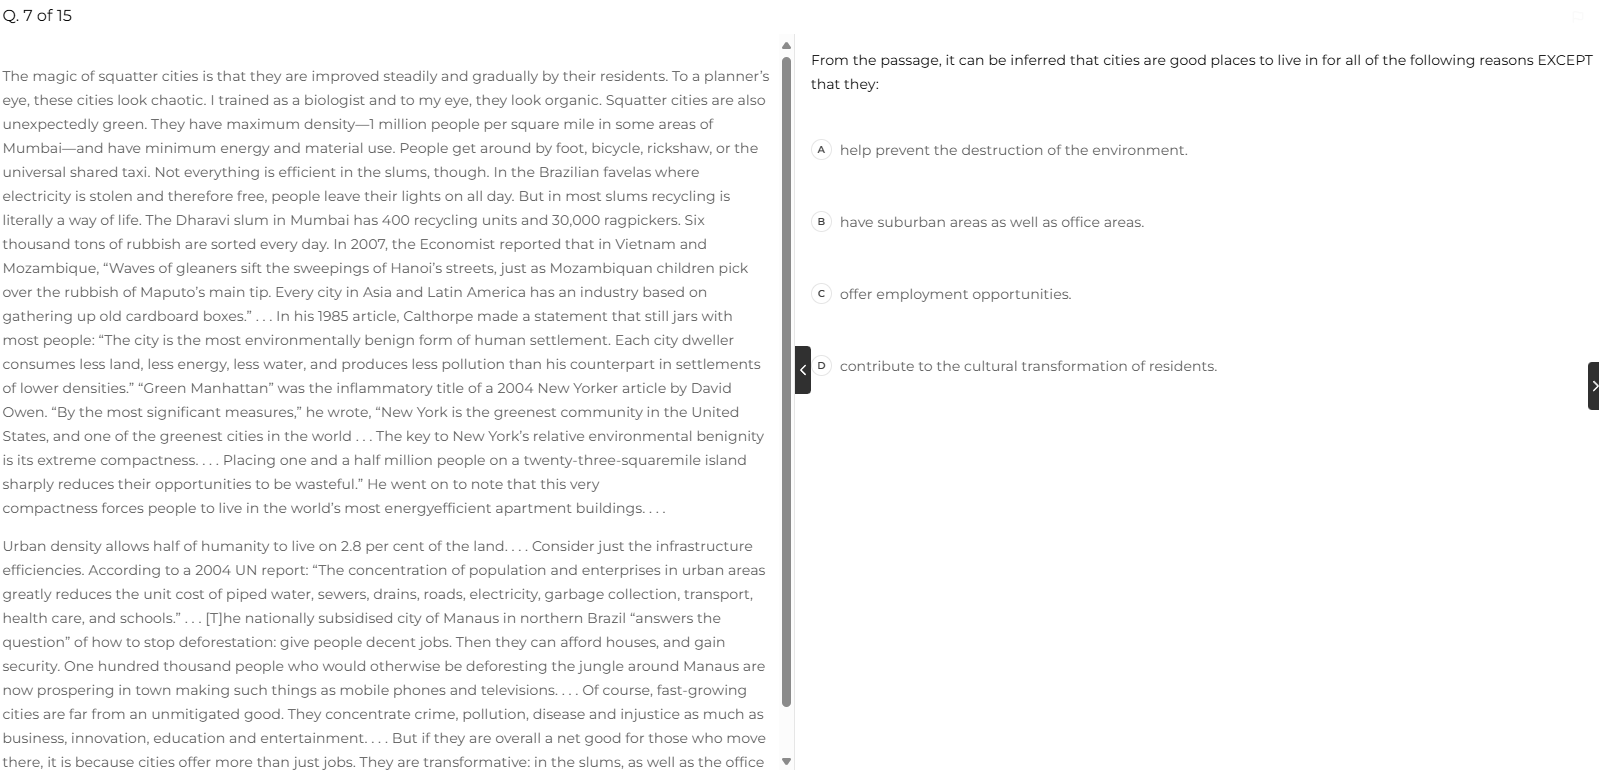 Q. 7 of 15
The magic of squatter cities is that they are improved steadily and gradually by their residents. To a planner’s
eye, these cities look chaotic. I trained as a biologist and to my eye, they look organic. Squatter cities are also
unexpectedly green. They have maximum density—1 million people per square mile in some areas of
Mumbai—and have minimum energy and material use. People get around by foot, bicycle, rickshaw, or the
universal shared taxi. Not everything is efficient in the slums, though. In the Brazilian favelas where
electricity is stolen and therefore free, people leave their lights on all day. But in most slums recycling is
literally a way of life. The Dharavi slum in Mumbai has 400 recycling units and 30,000 ragpickers. Six
thousand tons of rubbish are sorted every day. In 2007, the Economist reported that in Vietnam and
Mozambique, “Waves of gleaners sift the sweepings of Hanoi’s streets, just as Mozambiquan children pick
over the rubbish of Maputo’s main tip. Every city in Asia and Latin America has an industry based on
gathering up old cardboard boxes.” . . . In his 1985 article, Calthorpe made a statement that still jars with
most people: “The city is the most environmentally benign form of human settlement. Each city dweller
consumes less land, less energy, less water, and produces less pollution than his counterpart in settlements
of lower densities.” “Green Manhattan” was the inflammatory title of a 2004 New Yorker article by David
Owen. “By the most significant measures,” he wrote, “New York is the greenest community in the United
States, and one of the greenest cities in the world . . . The key to New York’s relative environmental benignity
is its extreme compactness. . . . Placing one and a half million people on a twenty-three-squaremile island
sharply reduces their opportunities to be wasteful.” He went on to note that this very
compactness forces people to live in the world’s most energyefficient apartment buildings. . . .
Urban density allows half of humanity to live on 2.8 per cent of the land. . . . Consider just the infrastructure
efficiencies. According to a 2004 UN report: “The concentration of population and enterprises in urban areas
greatly reduces the unit cost of piped water, sewers, drains, roads, electricity, garbage collection, transport,
health care, and schools.” . . . [T]he nationally subsidised city of Manaus in northern Brazil “answers the
question” of how to stop deforestation: give people decent jobs. Then they can afford houses, and gain
security. One hundred thousand people who would otherwise be deforesting the jungle around Manaus are
now prospering in town making such things as mobile phones and televisions. . . . Of course, fast-growing
cities are far from an unmitigated good. They concentrate crime, pollution, disease and injustice as much as
business, innovation, education and entertainment. . . . But if they are overall a net good for those who move
there, it is because cities offer more than just jobs. They are transformative: in the slums, as well as the office
From the passage, it can be inferred that cities are good places to live in for all of the following reasons EXCEPT
that they:
A help prevent the destruction of the environment.
B have suburban areas as well as office areas.
C offer employment opportunities.
D contribute to the cultural transformation of residents.